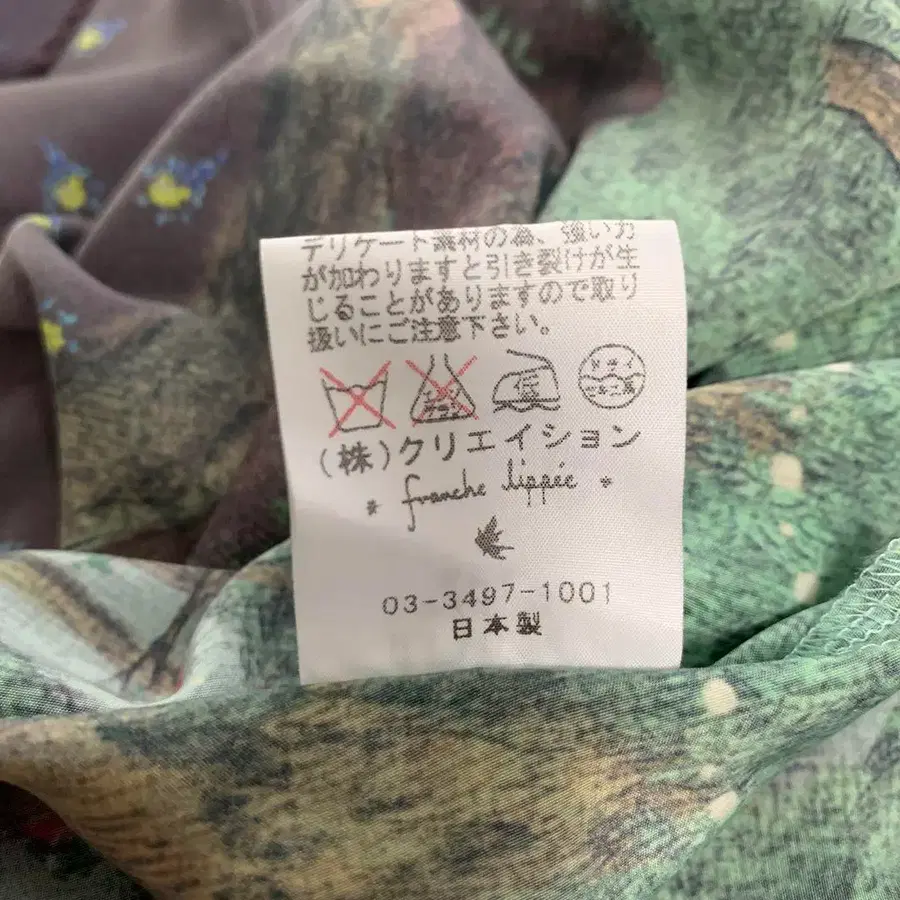 デリケート素材の為、強い力
が加わりますと引き裂けが生
じることがありますので取り
扱いにご注意下さい。
低
(株)クリエイション
* franche lippée *
03-3497-1001
日本製